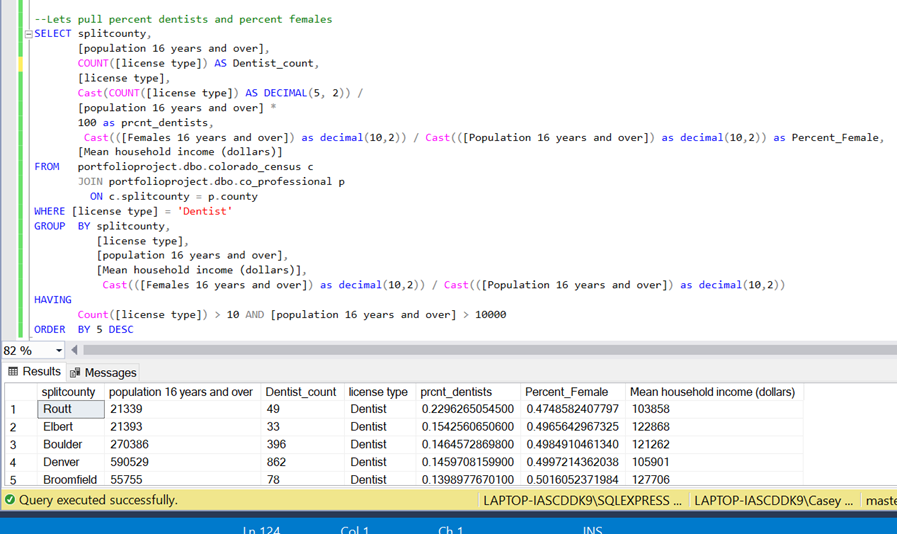 --Lets pull percent dentists and percent females
SELECT splitcounty,
[population 16 years and over],
COUNT([license type]) AS Dentist_count,
[license type],
Cast(COUNT([license type]) AS DECIMAL(5, 2)) /
[population 16 years and over] *
100 as prcnt_dentists,
Cast(([Females 16 years and over]) as decimal(10,2)) / Cast(([Population 16 years and over]) as decimal(10,2)) as Percent_Female,
[Mean household income (dollars)]
FROM portfolioproject.dbo.colorado_census c
JOIN portfolioproject.dbo.co_professional p
ON c.splitcounty = p.county
WHERE [license type] = 'Dentist'
GROUP BY splitcounty,
[license type],
[population 16 years and over],
[Mean household income (dollars)],
Cast(([Females 16 years and over]) as decimal(10,2)) / Cast(([Population 16 years and over]) as decimal(10,2))
HAVING
Count([license type]) > 10 AND [population 16 years and over] > 10000
ORDER BY 5 DESC
82 %
Results Messages
splitcounty population 16 years and over Dentist_count license type prcnt_dentists Percent_Female Mean household income (dollars)
1 Routt 21339 49 Dentist 0.2296265054500 0.4748582407797 103858
2 Elbert 21393 33 Dentist 0.1542560650600 0.4965642967325 122868
3 Boulder 270386 396 Dentist 0.1464572869800 0.4984910461340 121262
4 Denver 590529 862 Dentist 0.1459708159900 0.4997214362038 105901
5 Broomfield 55755 78 Dentist 0.1398977670100 0.5016052371984 127706
Query executed successfully. LAPTOP-IASCDDK9\SQLEXPRESS ... LAPTOP-IASCDDK9\Casey ... maste
Ln 124 Col 1 Ch 1 INS